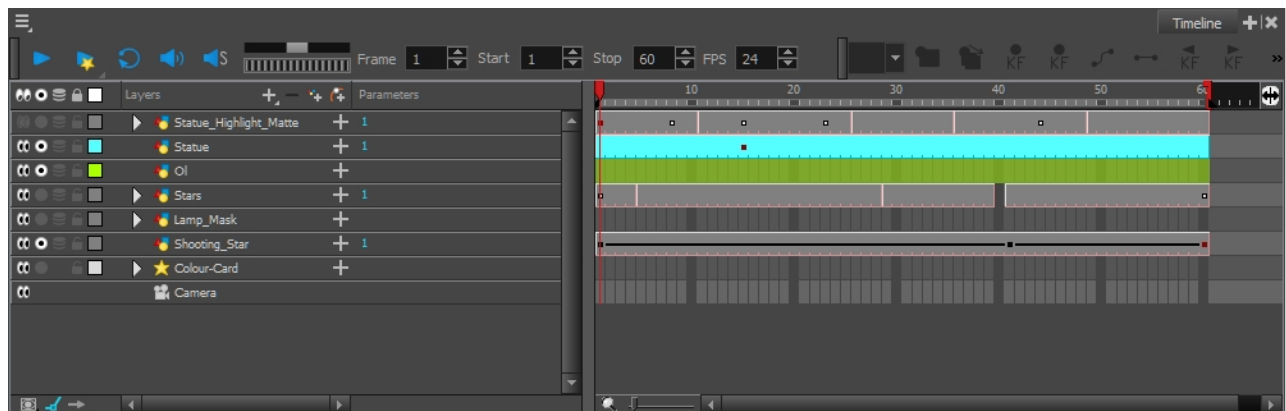 Timeline
S Frame 1 Start 1 Stop 60 FPS 24 KF KF KF KF
Layers Parameters 10 20 30 40 50 60
Statue_Highlight_Matte 1
Statue 1
Ol
Stars 1
Lamp_Mask
Shooting_Star 1
Colour-Card
Camera